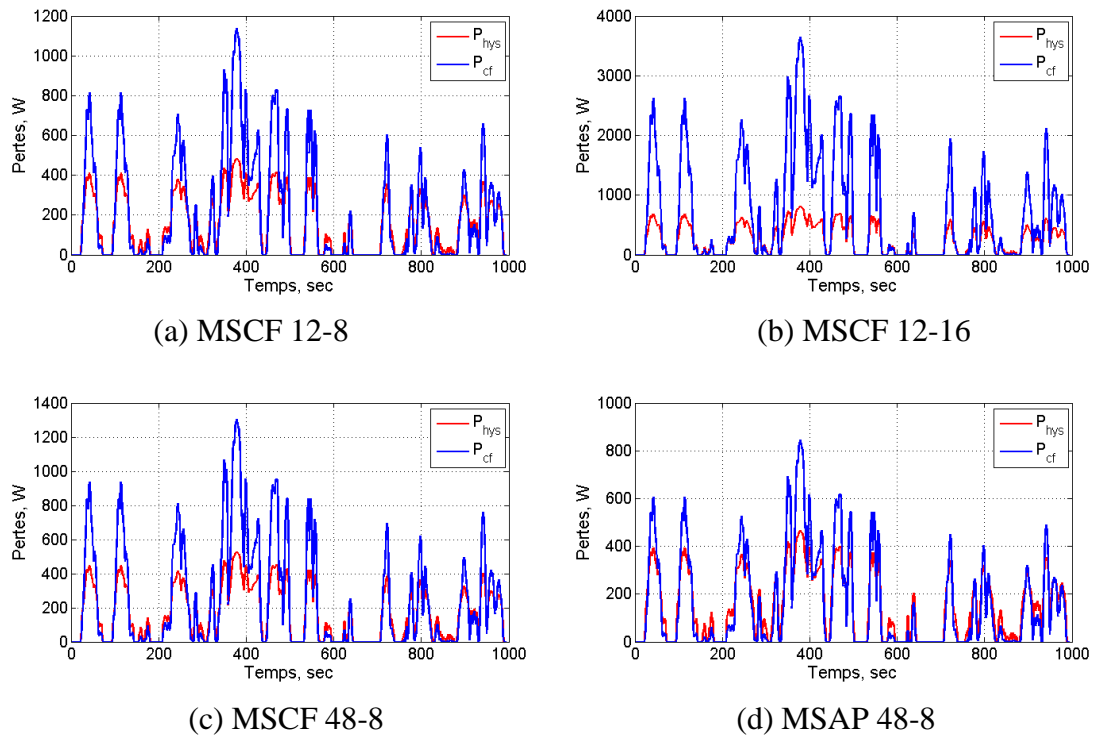 1200
1000
800
600
400
200
0
Pertes, W
0 200 400 600 800 1000
Temps, sec
P_hys
P_cf
(a) MSCF 12-8
4000
3000
2000
1000
0
Pertes, W
0 200 400 600 800 1000
Temps, sec
P_hys
P_cf
(b) MSCF 12-16
1400
1200
1000
800
600
400
200
0
Pertes, W
0 200 400 600 800 1000
Temps, sec
P_hys
P_cf
(c) MSCF 48-8
1000
800
600
400
200
0
Pertes, W
0 200 400 600 800 1000
Temps, sec
P_hys
P_cf
(d) MSAP 48-8